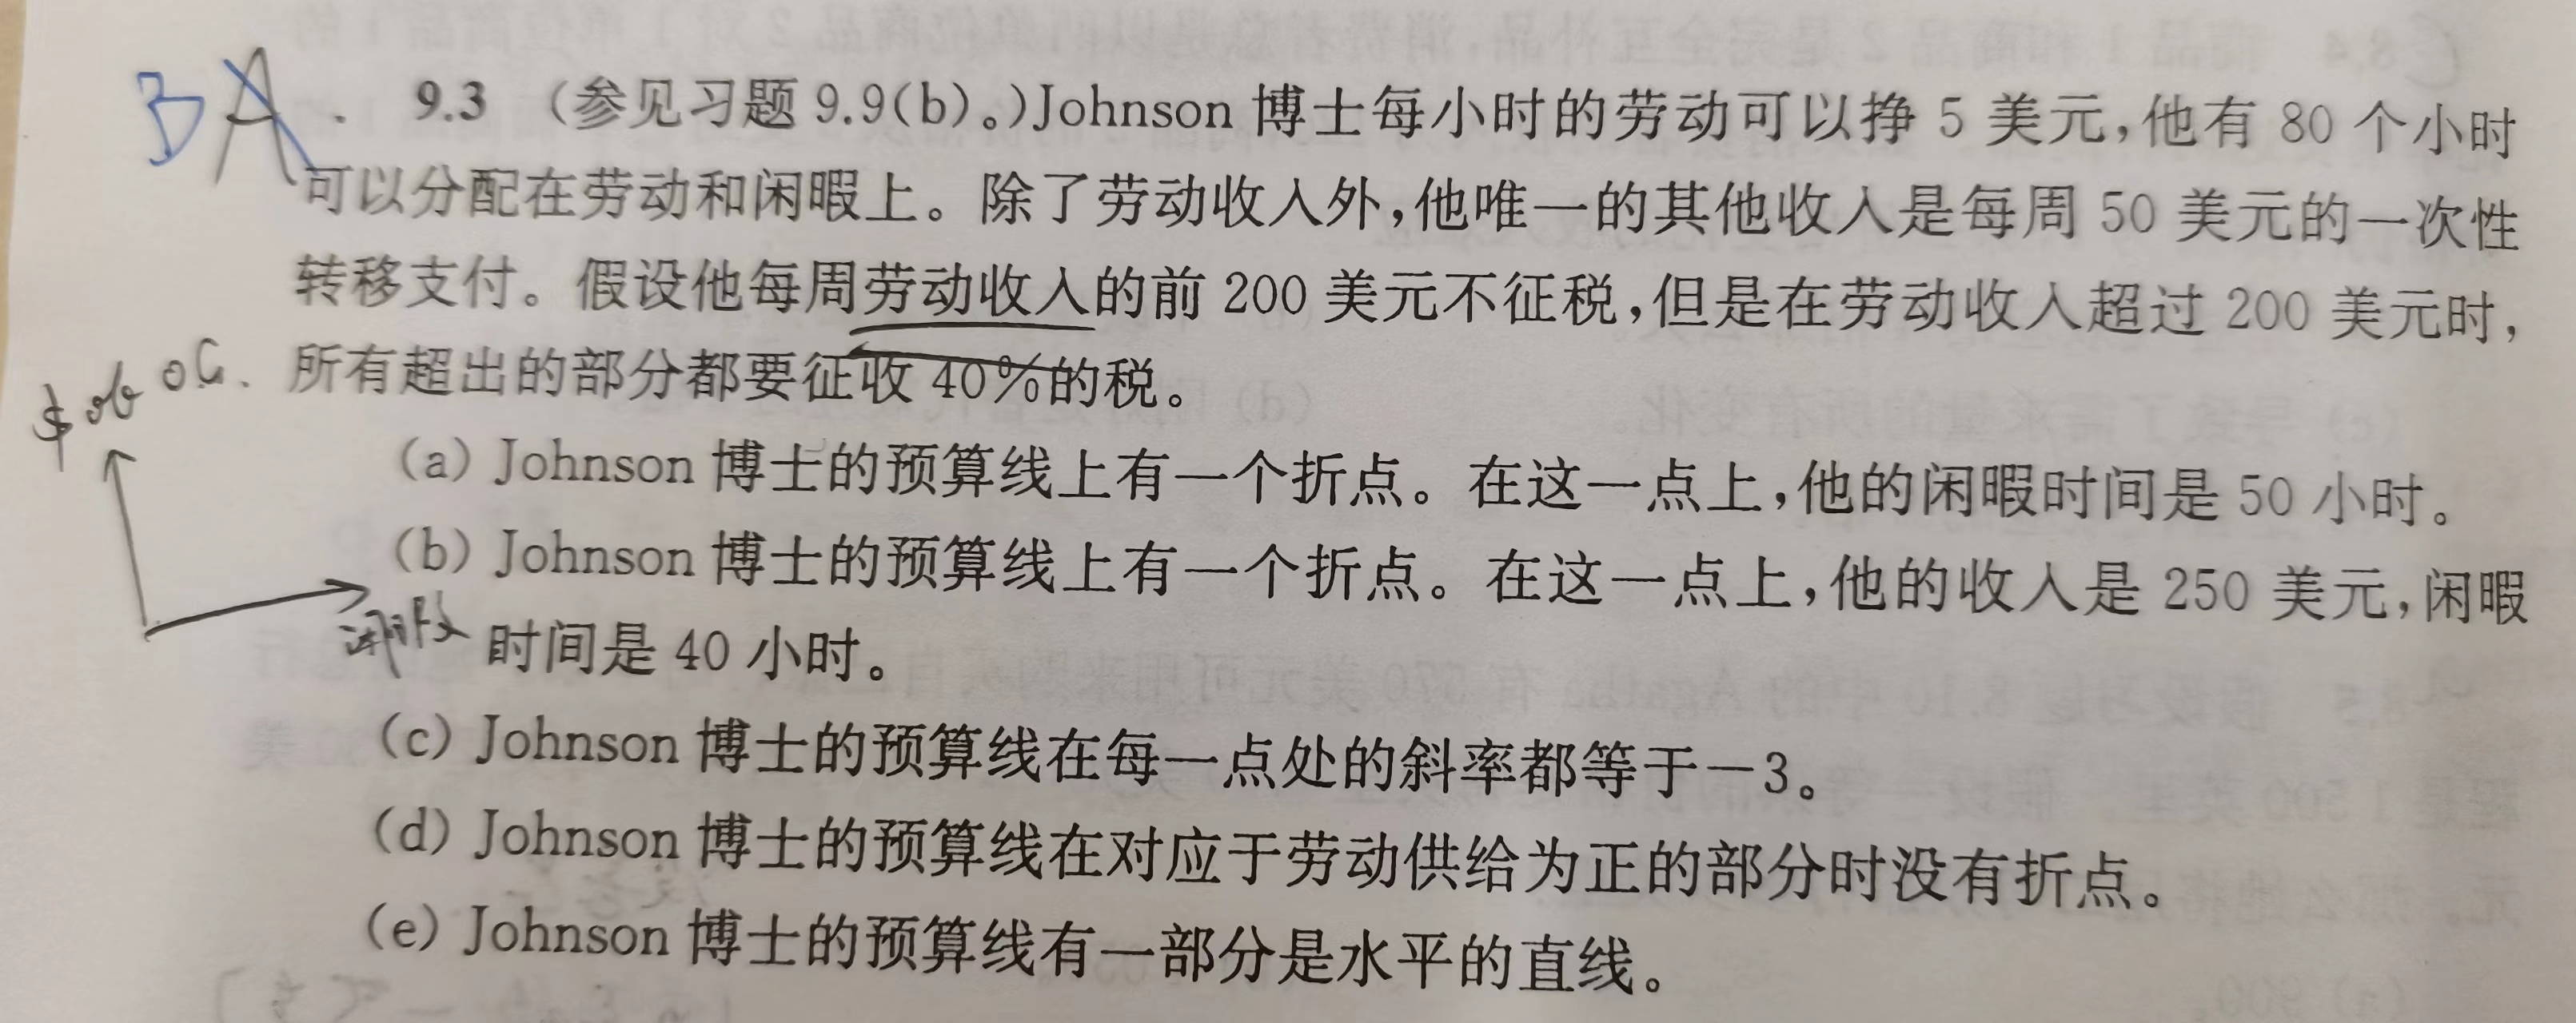 BA. 9.3 （参见习题 9.9(b)。）Johnson 博士每小时的劳动可以挣 5 美元，他有 80 个小时
可以分配在劳动和闲暇上。除了劳动收入外，他唯一的其他收入是每周 50 美元的一次性
转移支付。假设他每周劳动收入的前 200 美元不征税，但是在劳动收入超过 200 美元时，
所有超出的部分都要征收 40%的税。
(a) Johnson 博士的预算线上有一个折点。在这一点上，他的闲暇时间是 50 小时。
(b) Johnson 博士的预算线上有一个折点。在这一点上，他的收入是 250 美元，闲暇
闲暇
时间是 40 小时。
(c) Johnson 博士的预算线在每一点处的斜率都等于－3。
(d) Johnson 博士的预算线在对应于劳动供给为正的部分时没有折点。
(e) Johnson 博士的预算线有一部分是水平的直线。